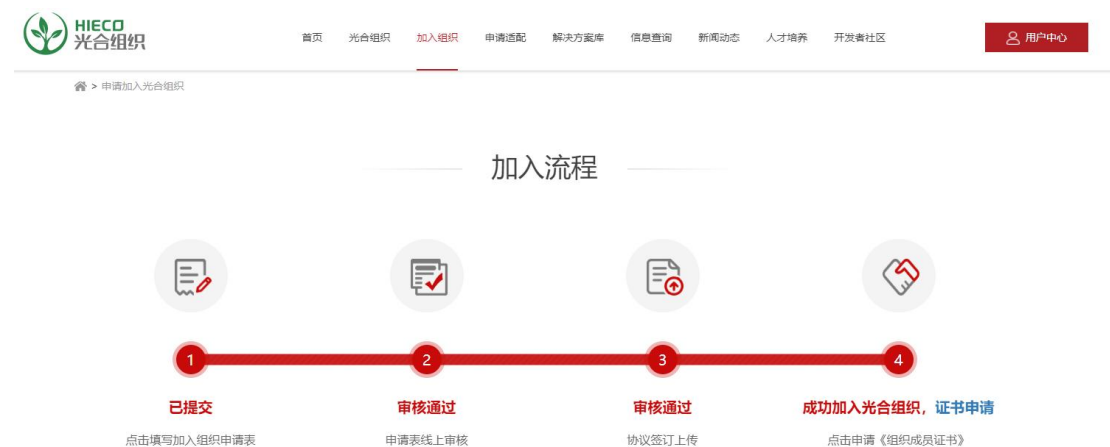 HIECO
光合组织
首页 光合组织 加入组织 申请适配 解决方案库 信息查询 新闻动态 人才培养 开发者社区 用户中心
> 申请加入光合组织
加入流程
1 2 3 4
已提交 审核通过 审核通过 成功加入光合组织，证书申请
点击填写加入组织申请表 申请表线上审核 协议签订上传 点击申请《组织成员证书》